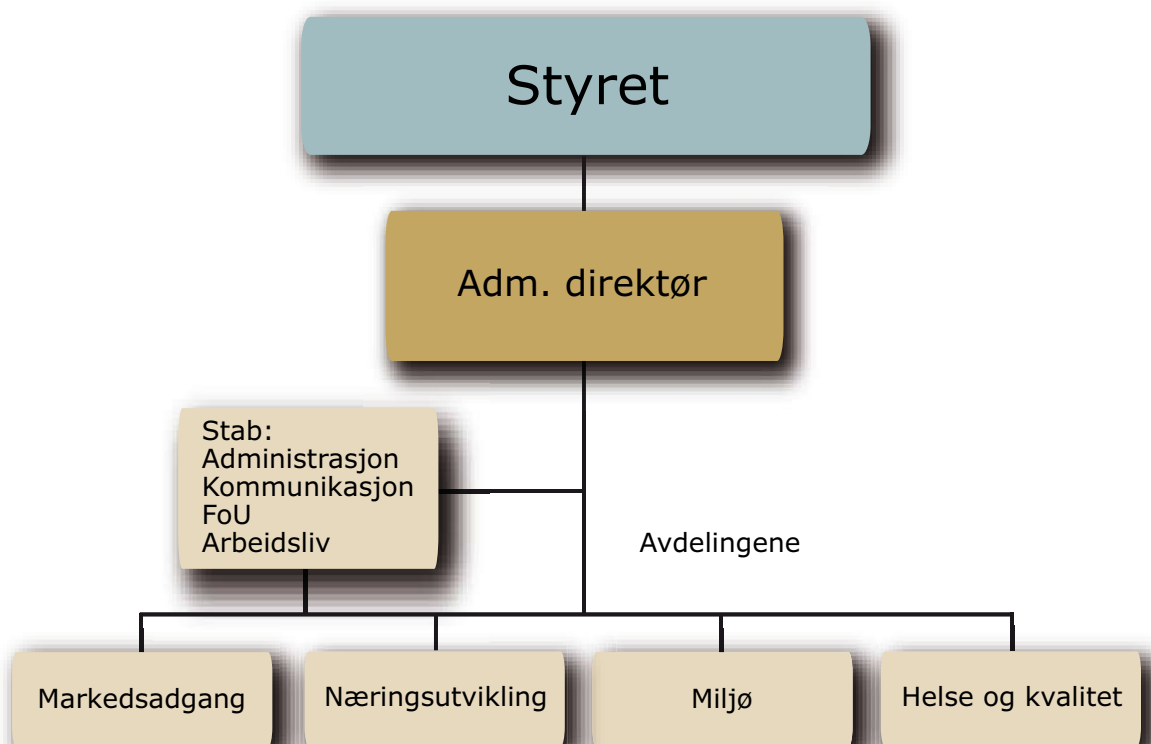 Styret
Adm. direktør
Stab:
Administrasjon
Kommunikasjon
FoU
Arbeidsliv
Avdelingene
Markedsadgang
Næringsutvikling
Miljø
Helse og kvalitet